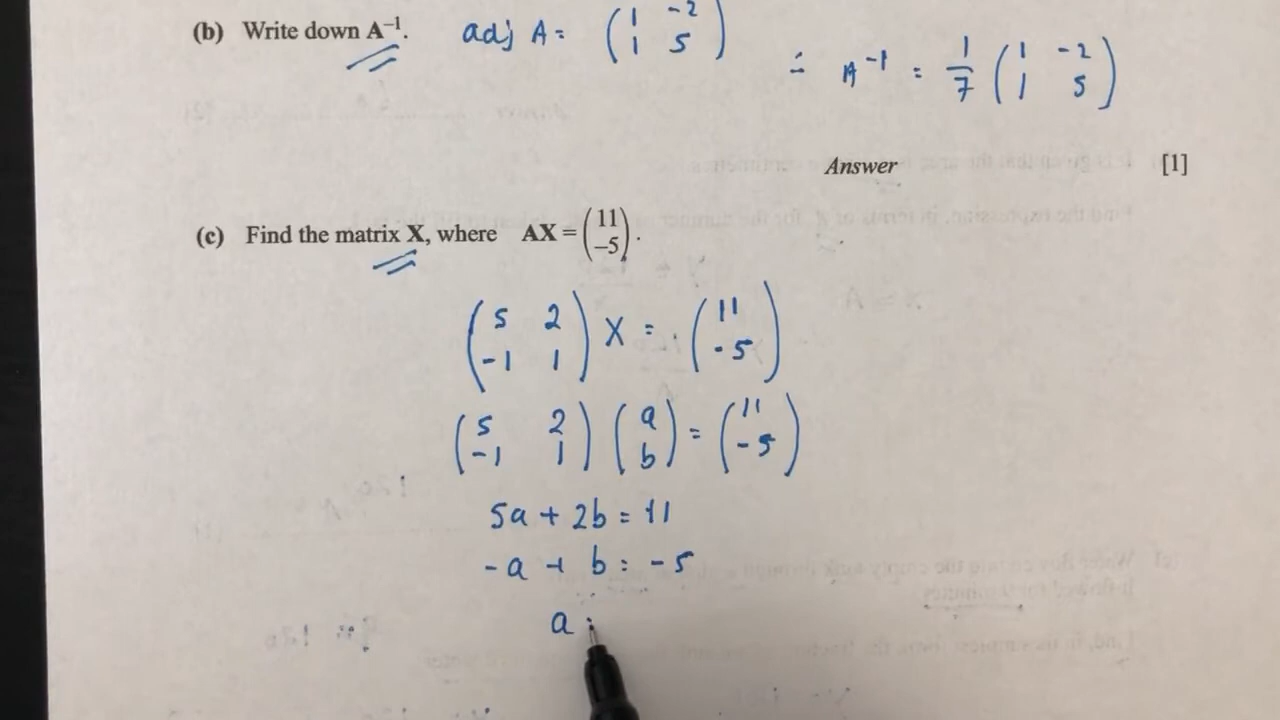 (b) Write down A⁻¹. adj A = ( 1 -2 )
( 1 5 )
∴ A⁻¹ = 1/7 ( 1 -2 )
( 1 5 )
Answer [1]
(c) Find the matrix X, where AX = ( 11 )
( -5 ) .
( 5 2 ) X = ( 11 )
( -1 1 ) ( -5 )
( 5 2 ) ( a ) = ( 11 )
( -1 1 ) ( b ) ( -5 )
5a + 2b = 11
-a + b = -5
a